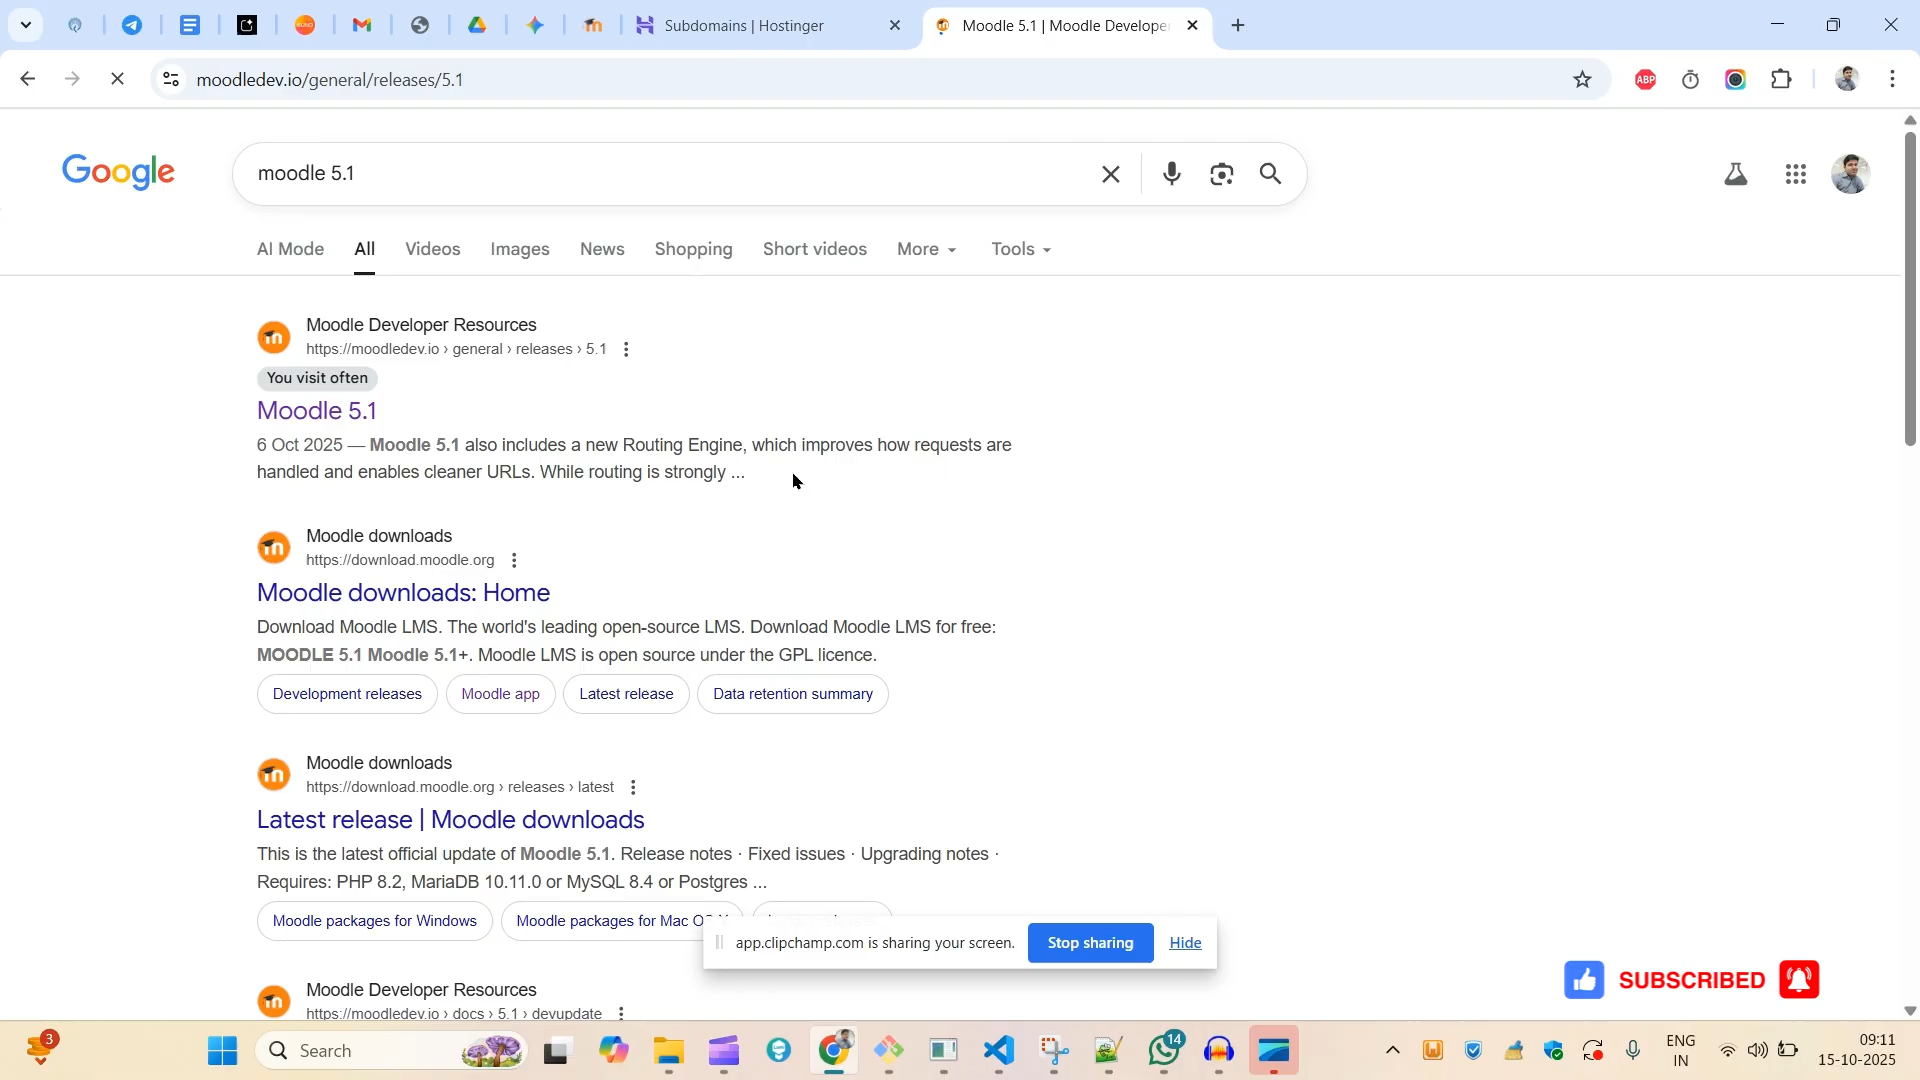 Subdomains | Hostinger
Moodle 5.1 | Moodle Develope
moodledev.io/general/releases/5.1
ABP
Google
moodle 5.1
AI Mode All Videos Images News Shopping Short videos More Tools
Moodle Developer Resources
https://moodledev.io › general › releases › 5.1
You visit often
Moodle 5.1
6 Oct 2025 — Moodle 5.1 also includes a new Routing Engine, which improves how requests are
handled and enables cleaner URLs. While routing is strongly ...
Moodle downloads
https://download.moodle.org
Moodle downloads: Home
Download Moodle LMS. The world's leading open-source LMS. Download Moodle LMS for free:
MOODLE 5.1 Moodle 5.1+. Moodle LMS is open source under the GPL licence.
Development releases Moodle app Latest release Data retention summary
Moodle downloads
https://download.moodle.org › releases › latest
Latest release | Moodle downloads
This is the latest official update of Moodle 5.1. Release notes · Fixed issues · Upgrading notes ·
Requires: PHP 8.2, MariaDB 10.11.0 or MySQL 8.4 or Postgres ...
Moodle packages for Windows Moodle packages for Mac
app.clipchamp.com is sharing your screen. Stop sharing Hide
Moodle Developer Resources
https://moodledev.io › docs › 5.1 › devupdate
SUBSCRIBED
3
Search
14
ENG
IN
09:11
15-10-2025